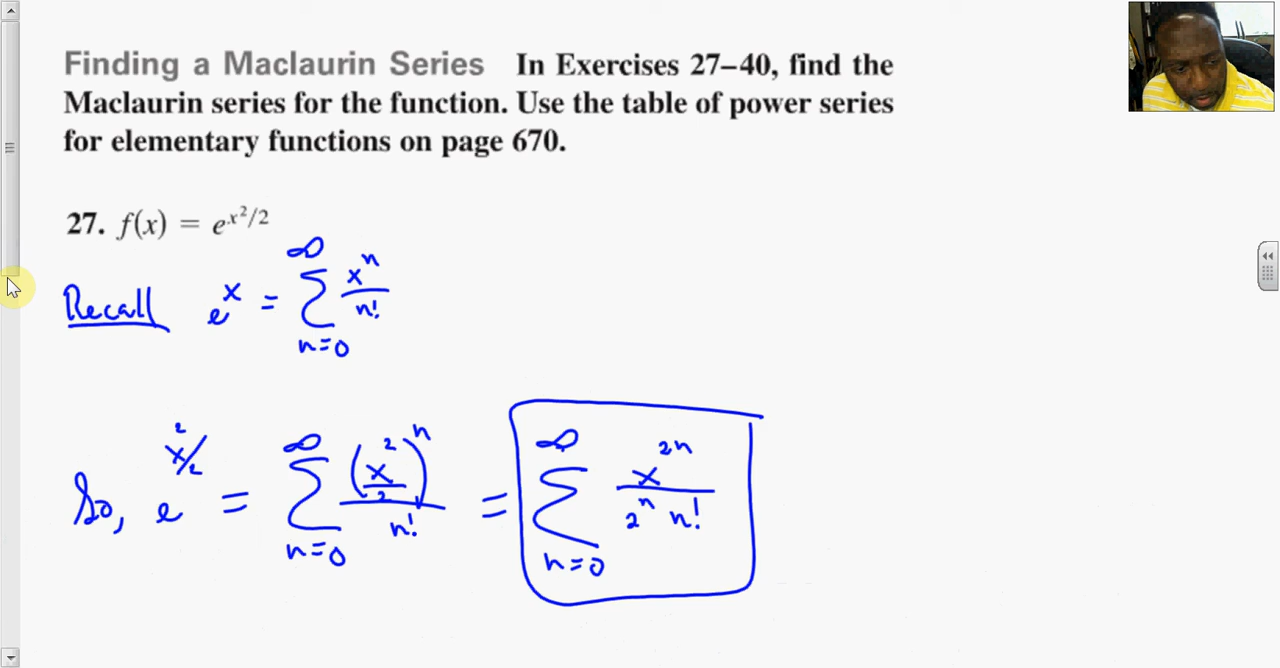 Finding a Maclaurin Series In Exercises 27–40, find the
Maclaurin series for the function. Use the table of power series
for elementary functions on page 670.
27. f(x) = e^{x²/2}
Recall e^x = ∑_{n=0}^{∞} x^n/n!
So, e^{x²/2} = ∑_{n=0}^{∞} (x²/2)^n/n! = ∑_{n=0}^{∞} x^{2n}/(2^n n!)